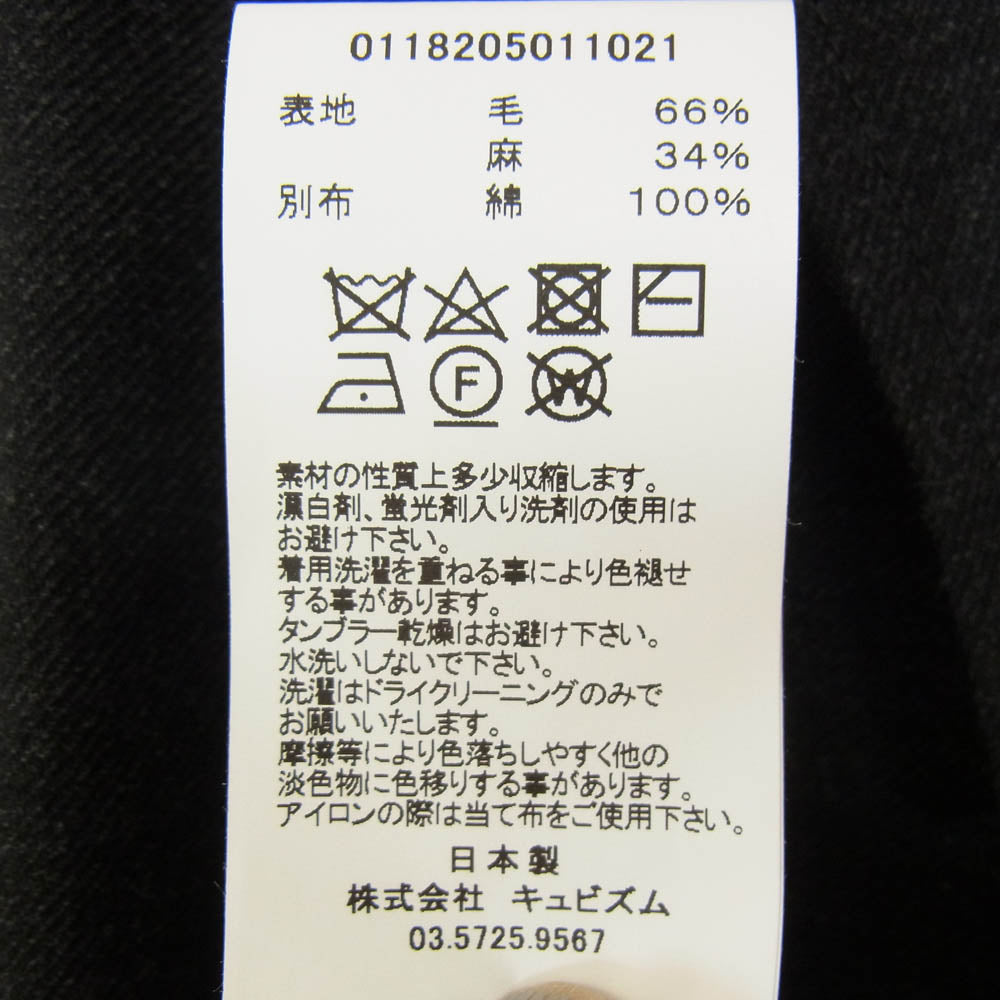 0118205011021
表地 毛 66%
麻 34%
別布 綿 100%
F
W
素材の性質上多少収縮します。
漂白剤、蛍光剤入り洗剤の使用は
お避け下さい。
着用洗濯を重ねる事により色褪せ
する事があります。
タンブラー乾燥はお避け下さい。
水洗いしないで下さい。
洗濯はドライクリーニングのみで
お願いいたします。
摩擦等により色落ちしやすく他の
淡色物に色移りする事があります。
アイロンの際は当て布をご使用下さい。
日本製
株式会社 キュビズム
03.5725.9567